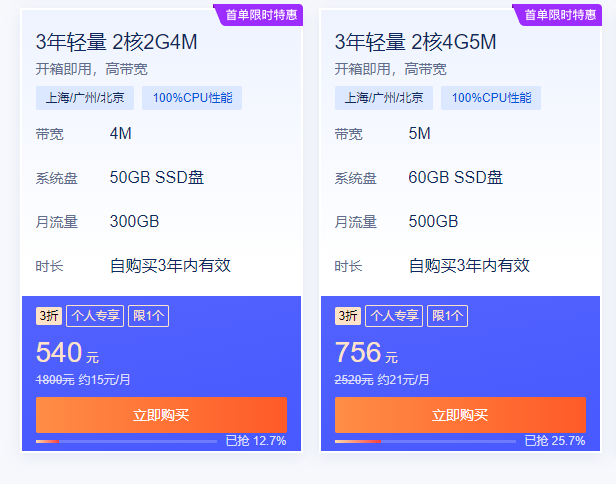 首单限时特惠
3年轻量 2核2G4M
开箱即用，高带宽
上海/广州/北京 100%CPU性能
带宽 4M
系统盘 50GB SSD盘
月流量 300GB
时长 自购买3年内有效
3折 个人专享 限1个
540 元
1800元 约15元/月
立即购买
已抢 12.7%
首单限时特惠
3年轻量 2核4G5M
开箱即用，高带宽
上海/广州/北京 100%CPU性能
带宽 5M
系统盘 60GB SSD盘
月流量 500GB
时长 自购买3年内有效
3折 个人专享 限1个
756 元
2520元 约21元/月
立即购买
已抢 25.7%